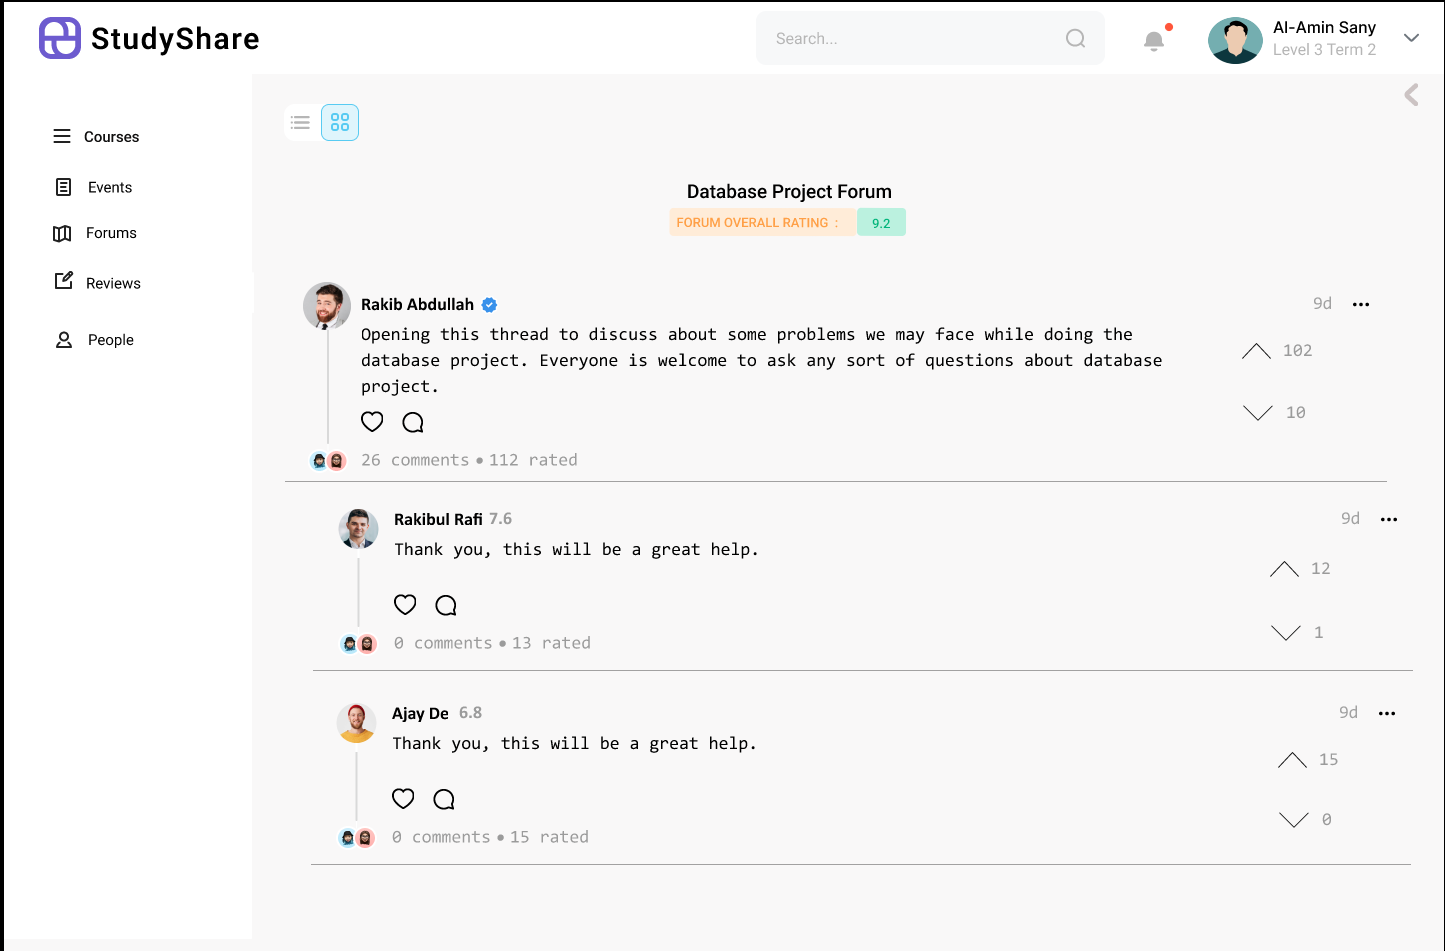 StudyShare
Search...
Al-Amin Sany
Level 3 Term 2
Courses
Events
Forums
Reviews
People
Database Project Forum
FORUM OVERALL RATING : 9.2
Rakib Abdullah
9d
Opening this thread to discuss about some problems we may face while doing the
database project. Everyone is welcome to ask any sort of questions about database
project.
102
10
26 comments • 112 rated
Rakibul Rafi 7.6
9d
Thank you, this will be a great help.
12
1
0 comments • 13 rated
Ajay De 6.8
9d
Thank you, this will be a great help.
15
0
0 comments • 15 rated